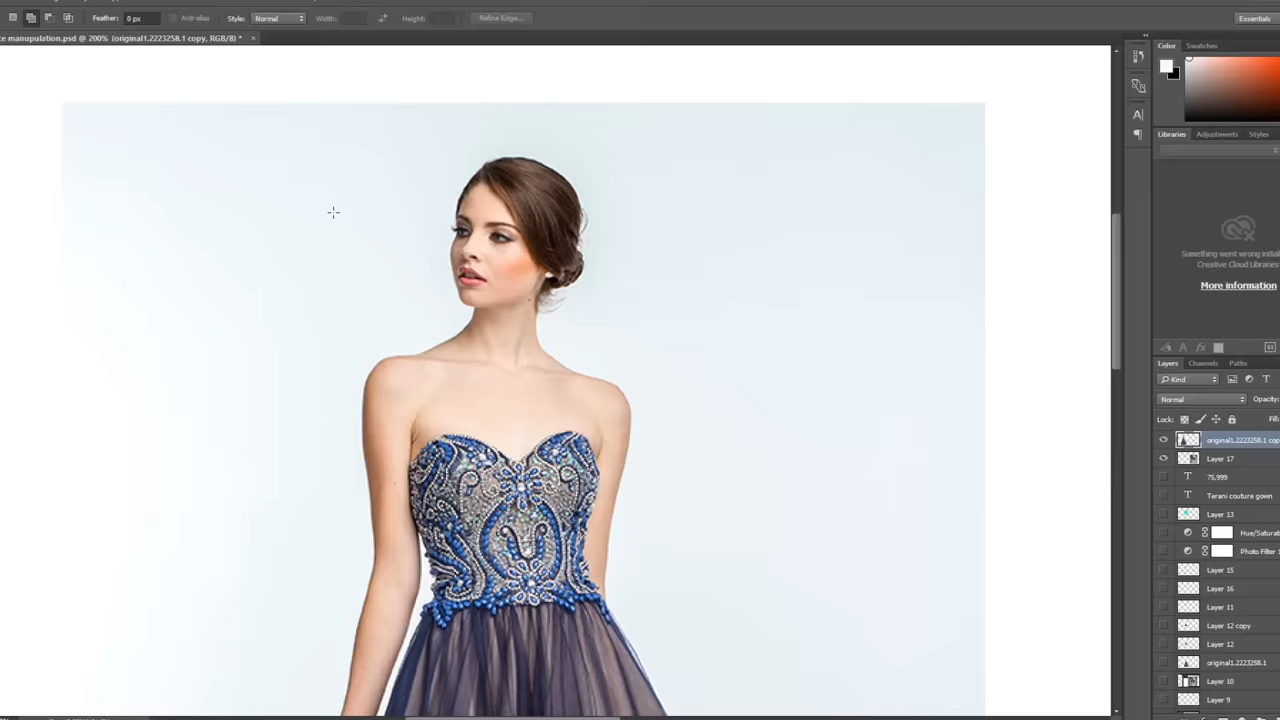 Feather: 0 px Anti-alias Style: Normal Width: Height: Refine Edge... Essentials
ce manupulation.psd @ 200% (original1.2223258.1 copy, RGB/8) * ×
Color Swatches
Libraries Adjustments Styles
Something went wrong initial
Creative Cloud Libraries
More information
Layers Channels Paths
Kind
Normal Opacity:
Lock: Fill:
original1.2223258.1 cop
Layer 17
75,999
Terani couture gown
Layer 13
Hue/Saturat
Photo Filter 1
Layer 15
Layer 16
Layer 11
Layer 12 copy
Layer 12
original1.2223258.1
Layer 10
Layer 9